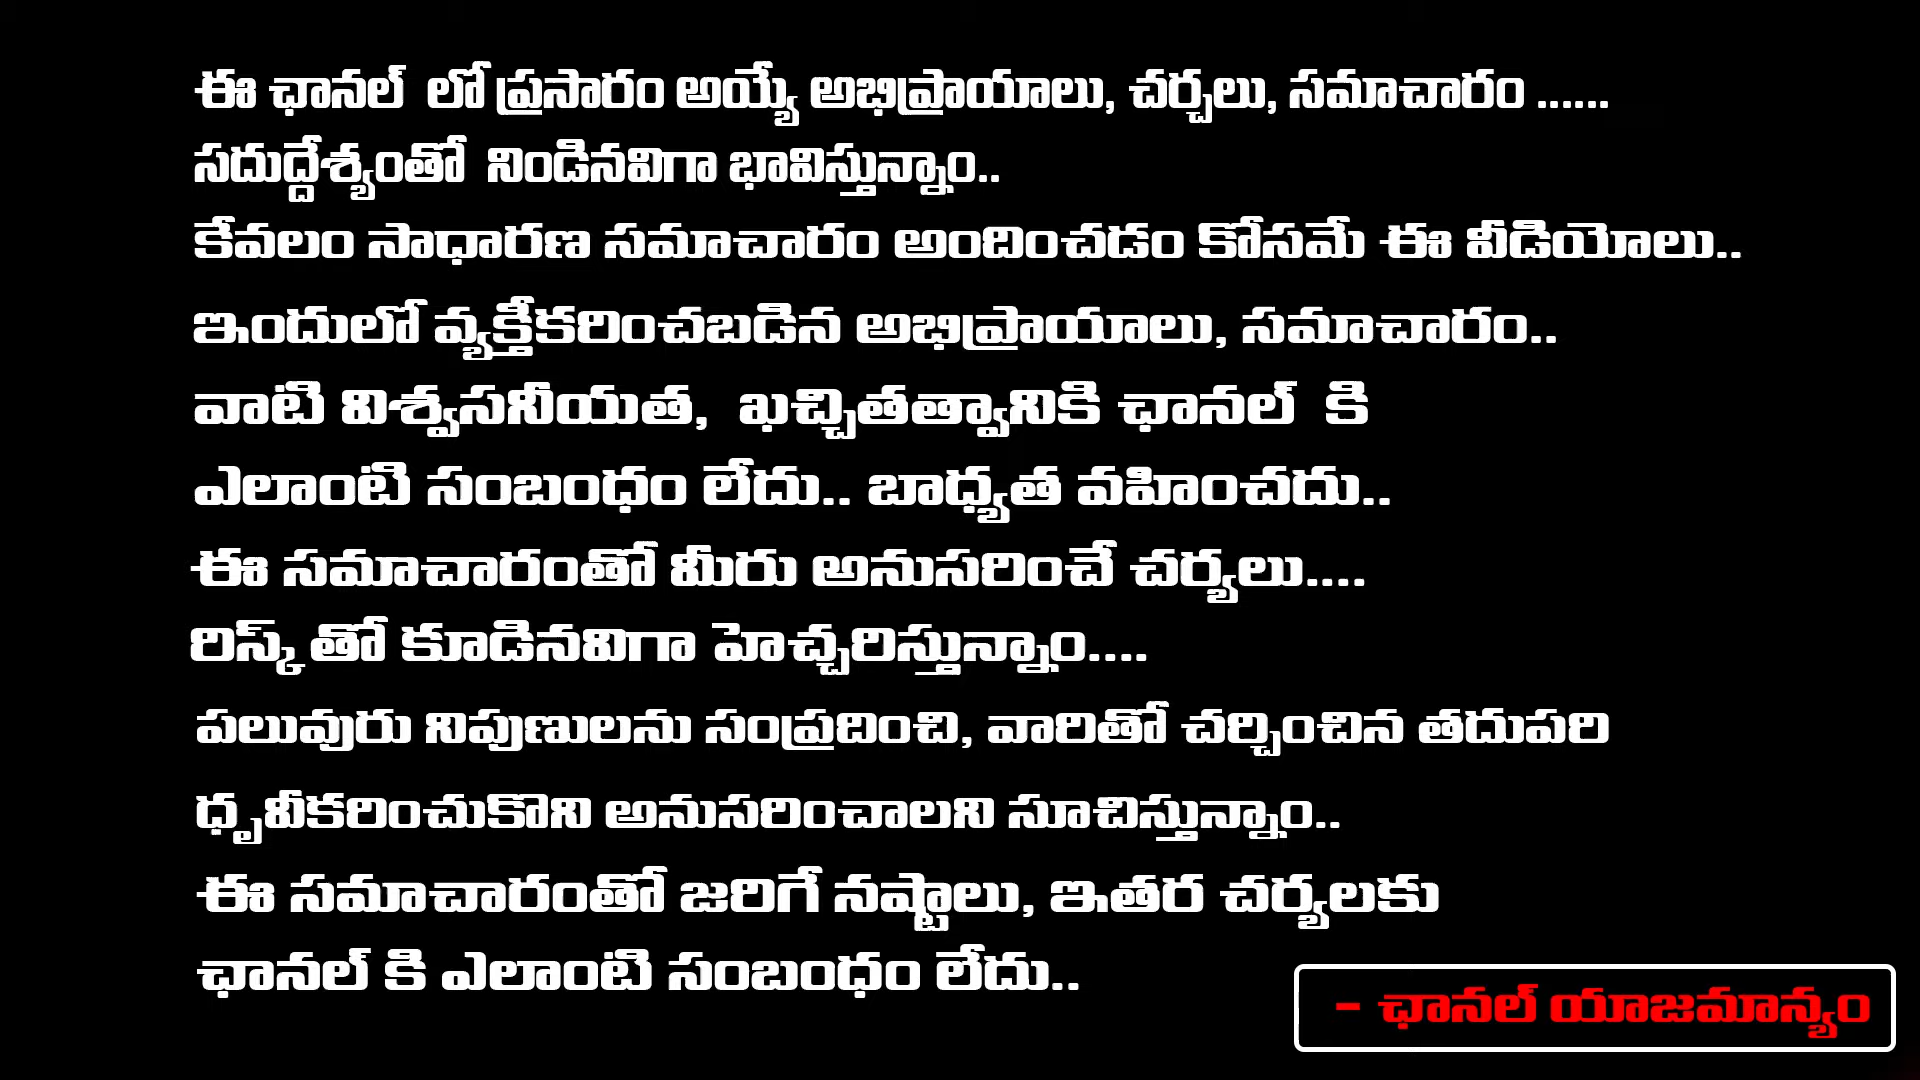 ఈ ఛానల్ లో ప్రసారం అయ్యే అభిప్రాయాలు, చర్చలు, సమాచారం ......
సదుద్దేశ్యంతో నిండినవిగా భావిస్తున్నాం..
కేవలం సాధారణ సమాచారం అందించడం కోసమే ఈ వీడియోలు..
ఇందులో వ్యక్తీకరించబడిన అభిప్రాయాలు, సమాచారం..
వాటి విశ్వసనీయత, ఖచ్చితత్వానికి ఛానల్ కి
ఎలాంటి సంబంధం లేదు.. బాధ్యత వహించదు..
ఈ సమాచారంతో మీరు అనుసరించే చర్యలు....
రిస్క్ తో కూడినవిగా హెచ్చరిస్తున్నాం....
పలువురు నిపుణులను సంప్రదించి, వారితో చర్చించిన తదుపరి
ధృవీకరించుకొని అనుసరించాలని సూచిస్తున్నాం..
ఈ సమాచారంతో జరిగే నష్టాలు, ఇతర చర్యలకు
ఛానల్ కి ఎలాంటి సంబంధం లేదు..
- ఛానల్ యాజమాన్యం